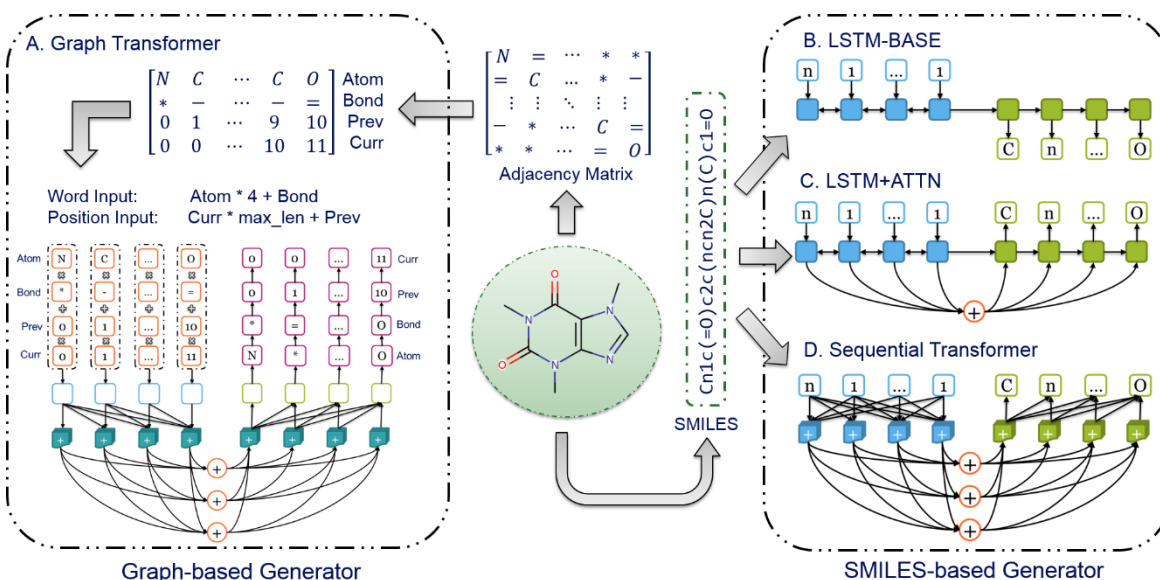 A. Graph Transformer
N C ⋯ C O Atom
* − ⋯ − = Bond
0 1 ⋯ 9 10 Prev
0 0 ⋯ 10 11 Curr
Word Input: Atom * 4 + Bond
Position Input: Curr * max_len + Prev
Atom N C ... O 0 0 ... 11 Curr
Bond * - ... = 0 1 ... 10 Prev
Prev 0 1 ... 10 * = ... O Bond
Curr 0 1 ... 11 N * ... O Atom
+ + + + + + + +
+
+
+
Graph-based Generator
N = ⋯ * *
= C … * −
⋮ ⋮ ⋱ ⋮ ⋮
− * ⋯ C =
* * ⋯ = O
Adjacency Matrix
O
N
N
O
N
N
Cn1c(=O)c2c(ncn2C)n(C)c1=O
SMILES
B. LSTM-BASE
n 1 ... 1
C n ... O
C. LSTM+ATTN
n 1 ... 1 C n ... O
+
D. Sequential Transformer
n 1 ... 1 C n ... O
+ + + + + + + +
+
+
+
SMILES-based Generator